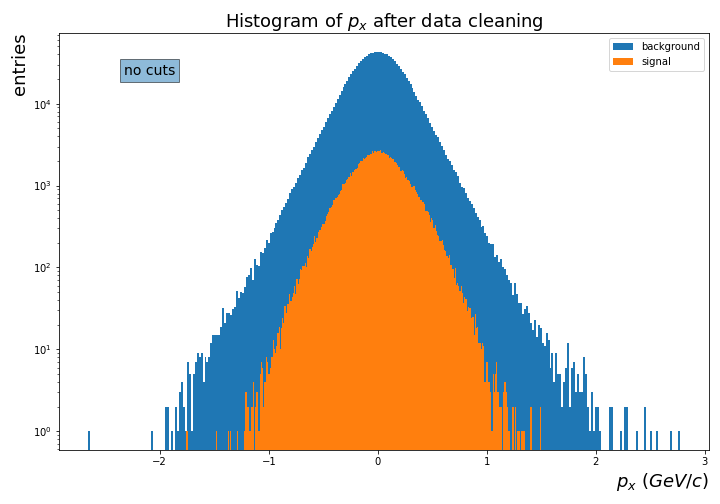 Histogram of $p_x$ after data cleaning
entries
no cuts
background
signal
10^4
10^3
10^2
10^1
10^0
−2
−1
0
1
2
3
$p_x$ (GeV/c)